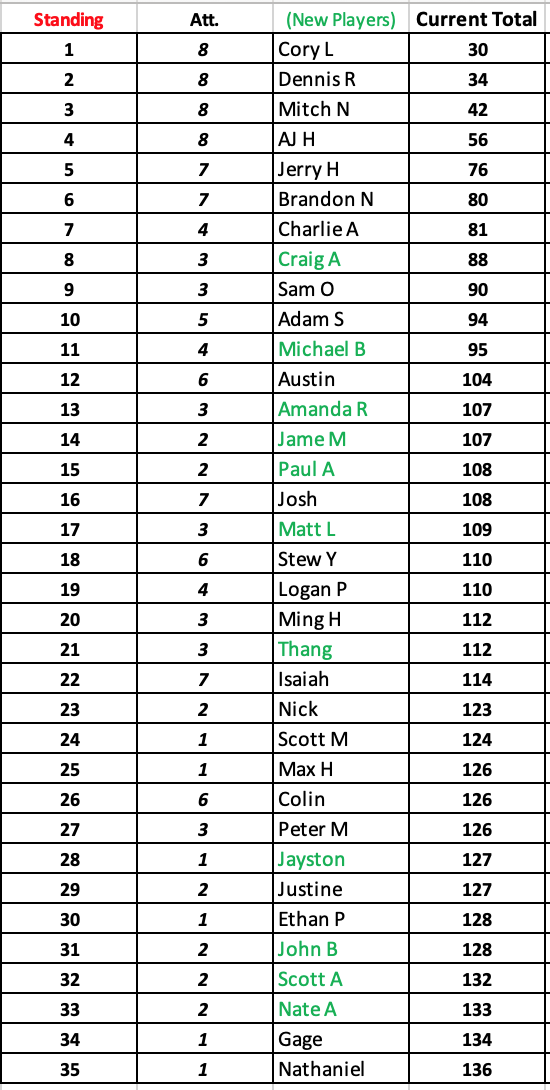 Standing Att. (New Players) Current Total
1 8 Cory L 30
2 8 Dennis R 34
3 8 Mitch N 42
4 8 AJ H 56
5 7 Jerry H 76
6 7 Brandon N 80
7 4 Charlie A 81
8 3 Craig A 88
9 3 Sam O 90
10 5 Adam S 94
11 4 Michael B 95
12 6 Austin 104
13 3 Amanda R 107
14 2 Jame M 107
15 2 Paul A 108
16 7 Josh 108
17 3 Matt L 109
18 6 Stew Y 110
19 4 Logan P 110
20 3 Ming H 112
21 3 Thang 112
22 7 Isaiah 114
23 2 Nick 123
24 1 Scott M 124
25 1 Max H 126
26 6 Colin 126
27 3 Peter M 126
28 1 Jayston 127
29 2 Justine 127
30 1 Ethan P 128
31 2 John B 128
32 2 Scott A 132
33 2 Nate A 133
34 1 Gage 134
35 1 Nathaniel 136